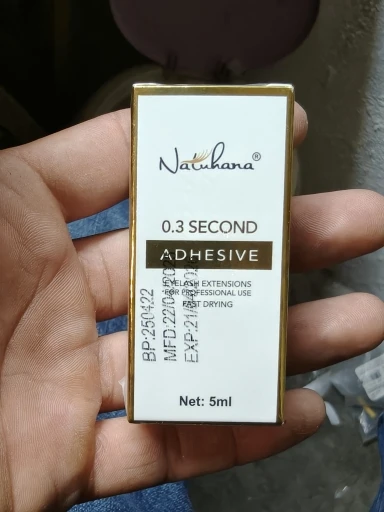 Natuhana®
0.3 SECOND
ADHESIVE
EYELASH EXTENSIONS
*FOR PROFESSIONAL USE
FAST DRYING
BP:250422
Net: 5ml